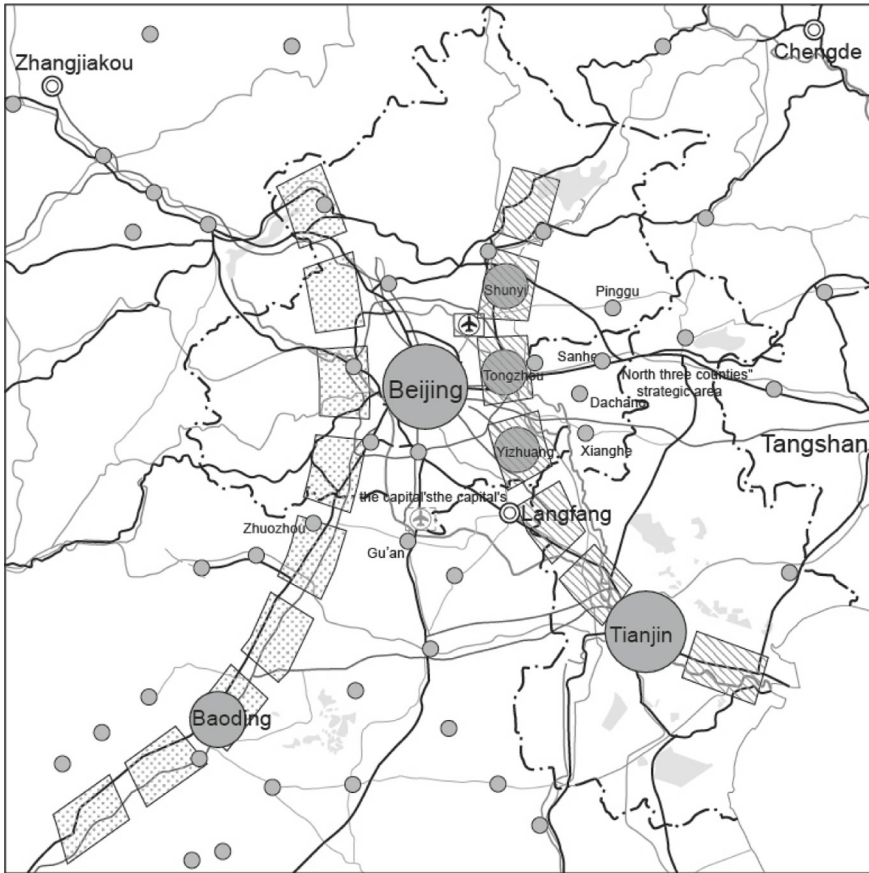 Chengde
Zhangjiakou
Shunyi
Pinggu
Sanhe
Beijing
Tongzhou
North three counties"
strategic area
Dachang
Yizhuang
Xianghe
Tangshan
the capital'sthe capital's
Langfang
Zhuozhou
Gu'an
Tianjin
Baoding